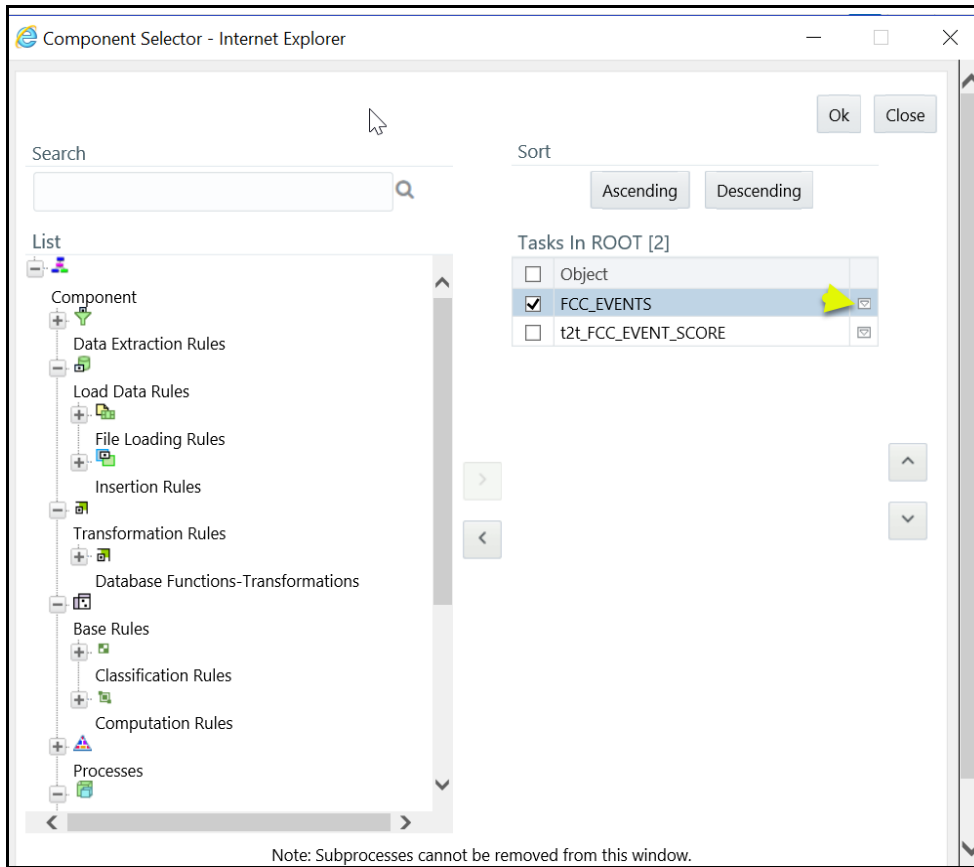 Component Selector - Internet Explorer
Ok
Close
Search
Sort
Ascending
Descending
List
Tasks In ROOT [2]
Object
FCC_EVENTS
t2t_FCC_EVENT_SCORE
Component
Data Extraction Rules
Load Data Rules
File Loading Rules
Insertion Rules
Transformation Rules
Database Functions-Transformations
Base Rules
Classification Rules
Computation Rules
Processes
Note: Subprocesses cannot be removed from this window.